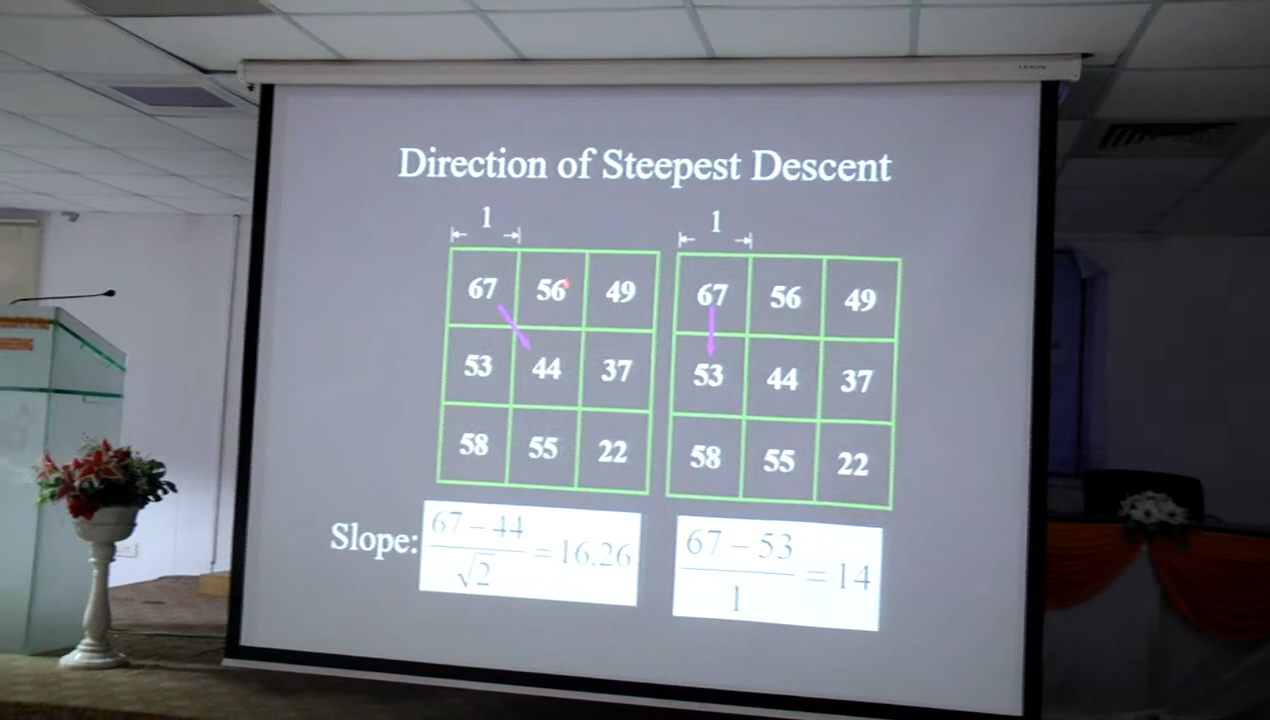 Direction of Steepest Descent
1 1
67 56 49 67 56 49
53 44 37 53 44 37
58 55 22 58 55 22
Slope: 67 – 44 / √2 = 16.26 67 – 53 / 1 = 14